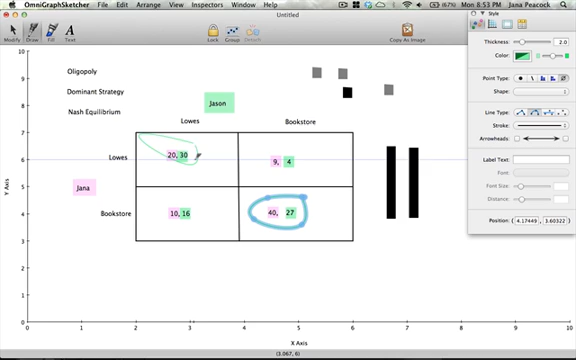 OmniGraphSketcher File Edit Arrange View Help (67%) Mon 8:53 PM Jana Peacock
Untitled
Modify Draw Fill Text Lock Group Detach Copy As Image
Style
Thickness: 2.0
Color:
Point Type:
Shape:
Line Type:
Stroke:
Arrowheads:
Label Text:
Font:
Font Size:
Distance:
Position: ( 4.17449 , 3.60322 )
Oligopoly
Dominant Strategy
Nash Equilibrium
Jason
Lowes Bookstore
Lowes 20, 30 9, 4
Jana
Bookstore 10, 16 40, 27
Y Axis
10
9
8
7
6
5
4
3
2
1
0
0 1 2 3 4 5 6 7 8 9 10
X Axis
(3.067, 6)